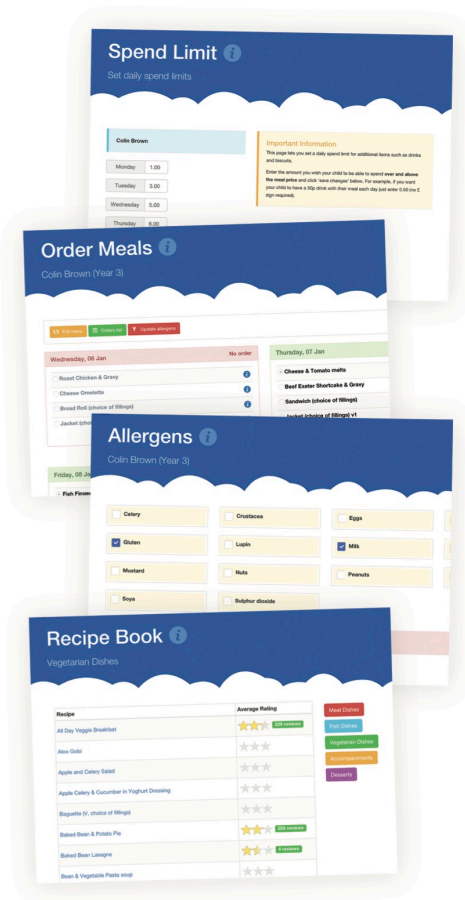 Spend Limit i
Set daily spend limits
Colin Brown
Monday 1.00
Tuesday 3.00
Wednesday 5.00
Thursday 6.00
Important Information
This page lets you set a daily spend limit for additional items such as drinks
and biscuits.
Enter the amount you wish your child to be able to spend over and above
the meal price and click 'save changes' below. For example, if you want
your child to have a 50p drink with their meal each day just enter 0.50 (no £
sign required).
Order Meals i
Colin Brown (Year 3)
Full menu
Orders list
Update allergens
Wednesday, 06 Jan No order
Roast Chicken & Gravy
Cheese Omelette
Bread Roll (choice of fillings)
Jacket (choi
Thursday, 07 Jan
Cheese & Tomato melts
Beef Exeter Shortcake & Gravy
Sandwich (choice of fillings)
Jacket (choice of fillings) v1
Friday, 08 Ja
Fish Finger
Allergens i
Colin Brown (Year 3)
Celery Crustacea Eggs
Gluten Lupin Milk
Mustard Nuts Peanuts
Soya Sulphur dioxide
Recipe Book i
Vegetarian Dishes
Recipe Average Rating
All Day Veggie Breakfast
Aloo Gobi
Apple and Celery Salad
Apple Celery & Cucumber in Yoghurt Dressing
Baguette (V, choice of fillings)
Baked Bean & Potato Pie
Baked Bean Lasagne 4 reviews
Bean & Vegetable Pasta soup
Meat Dishes
Fish Dishes
Vegetarian Dishes
Accompaniments
Desserts